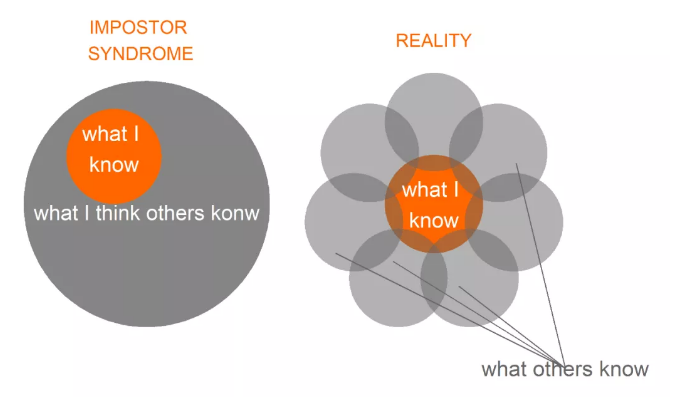 IMPOSTOR
SYNDROME
what I
know
what I think others konw
REALITY
what I
know
what others know